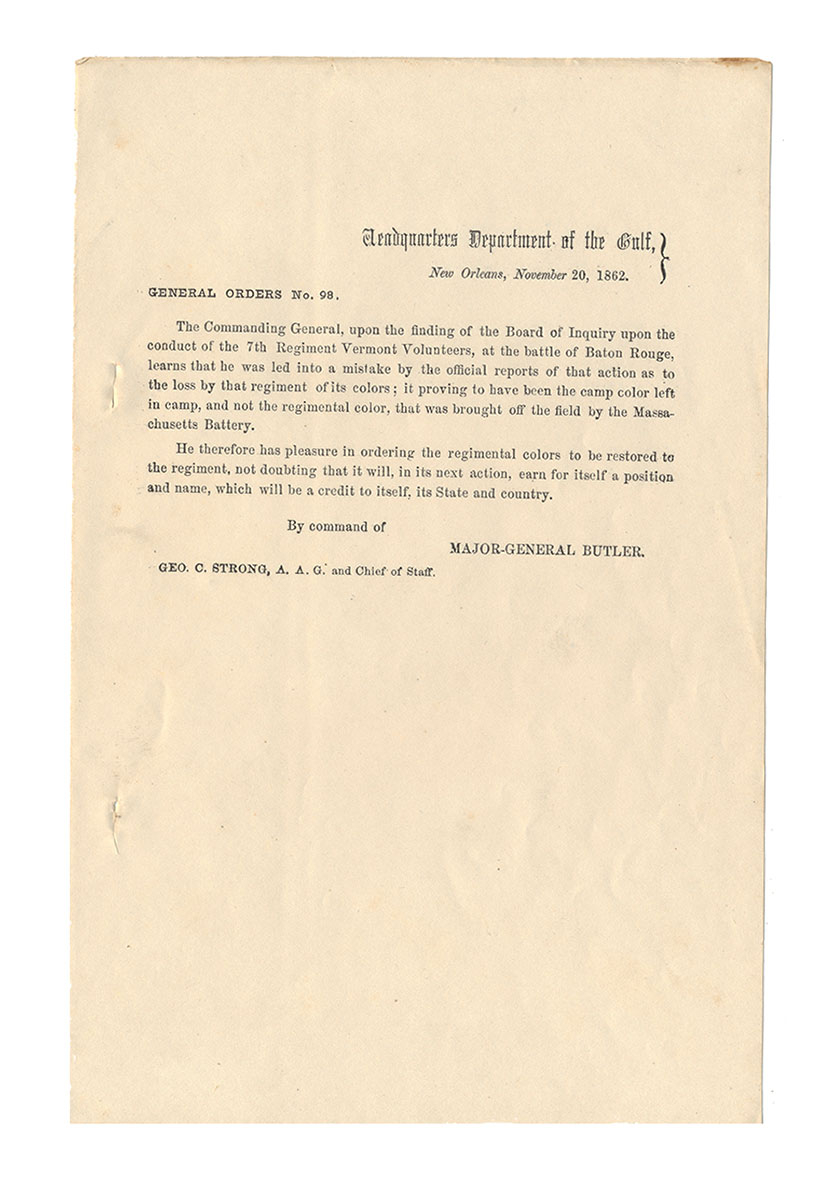 Headquarters Department of the Gulf,
New Orleans, November 20, 1862.
GENERAL ORDERS No. 98.
The Commanding General, upon the finding of the Board of Inquiry upon the
conduct of the 7th Regiment Vermont Volunteers, at the battle of Baton Rouge,
learns that he was led into a mistake by the official reports of that action as to
the loss by that regiment of its colors; it proving to have been the camp color left
in camp, and not the regimental color, that was brought off the field by the Massa-
chusetts Battery.
He therefore has pleasure in ordering the regimental colors to be restored to
the regiment, not doubting that it will, in its next action, earn for itself a position
and name, which will be a credit to itself, its State and country.
By command of
MAJOR-GENERAL BUTLER.
GEO. C. STRONG, A. A. G. and Chief of Staff.